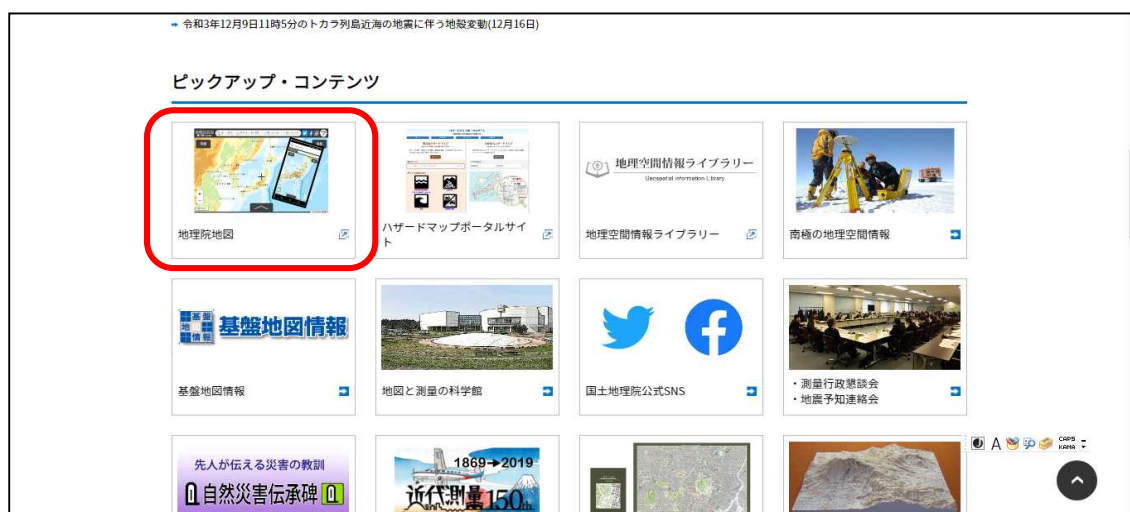 令和3年12月9日11時5分のトカラ列島近海の地震に伴う地殻変動(12月16日)
ピックアップ・コンテンツ
地理院地図
ハザードマップポータルサイ
ト
地理空間情報ライブラリー
Geospatial Information Library
地理空間情報ライブラリー
南極の地理空間情報
基盤
地
情報
基盤地図情報
基盤地図情報
地図と測量の科学館
国土地理院公式SNS
・測量行政懇談会
・地震予知連絡会
先人が伝える災害の教訓
自然災害伝承碑
1869→2019
近代測量150th
A
CAPS
KANA